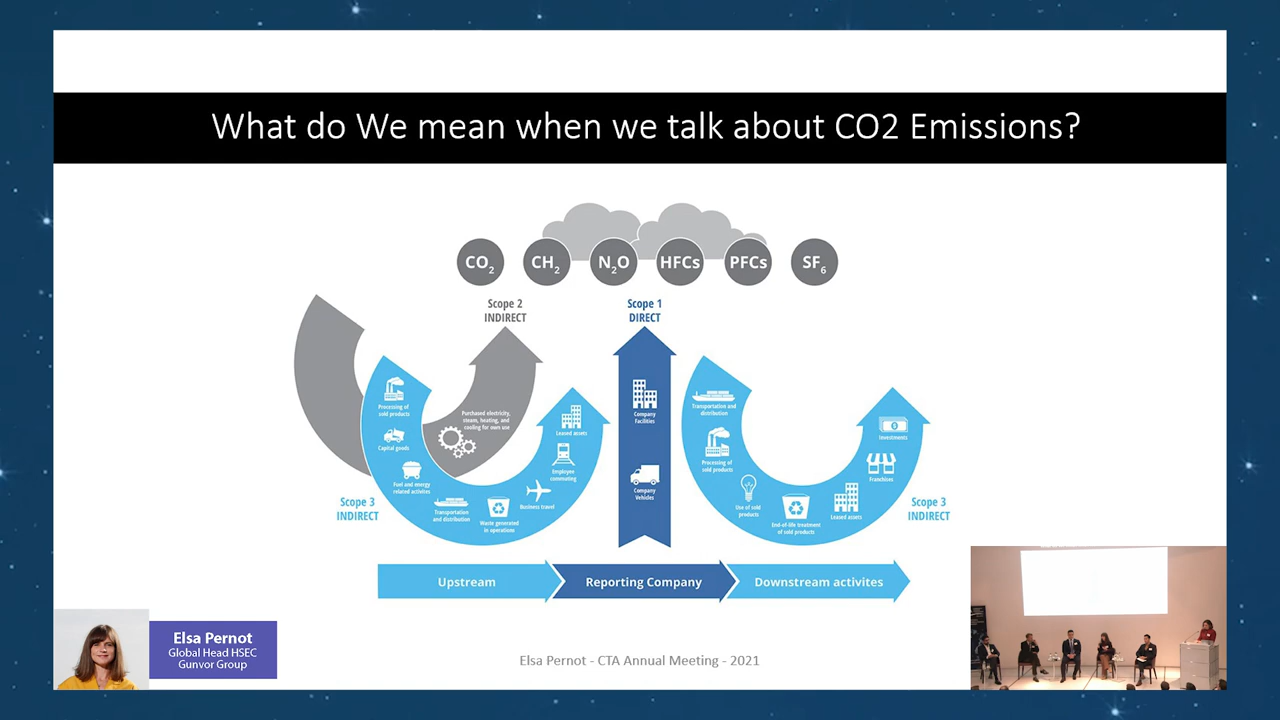 What do We mean when we talk about CO2 Emissions?
CO2
CH2
N2O
HFCs
PFCs
SF6
Scope 2
INDIRECT
Scope 1
DIRECT
Processing of
sold products
Capital goods
Fuel and energy
related activites
Transportation
and distribution
Waste generated
in operations
Business travel
Employee
commuting
Leased assets
Purchased electricity,
steam, heating, and
cooling for own use
Company
Facilities
Company
Vehicles
Transportation and
distribution
Processing of
sold products
Use of sold
products
End-of-life treatment
of sold products
Leased assets
Franchises
Investments
Scope 3
INDIRECT
Scope 3
INDIRECT
Upstream
Reporting Company
Downstream activites
Elsa Pernot
Global Head HSEC
Gunvor Group
Elsa Pernot - CTA Annual Meeting - 2021